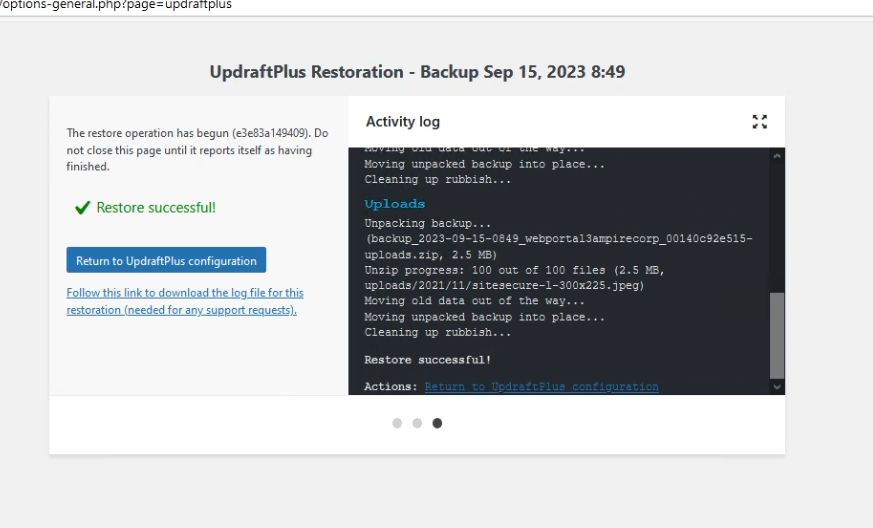 /options-general.php?page=updraftplus
UpdraftPlus Restoration - Backup Sep 15, 2023 8:49
The restore operation has begun (e3e83a149409). Do
not close this page until it reports itself as having
finished.
Restore successful!
Return to UpdraftPlus configuration
Follow this link to download the log file for this
restoration (needed for any support requests).
Activity log
Moving old data out of the way...
Moving unpacked backup into place...
Cleaning up rubbish...
Uploads
Unpacking backup...
(backup_2023-09-15-0849_webportal3ampirecorp_00140c92e515-
uploads.zip, 2.5 MB)
Unzip progress: 100 out of 100 files (2.5 MB,
uploads/2021/11/sitesecure-1-300x225.jpeg)
Moving old data out of the way...
Moving unpacked backup into place...
Cleaning up rubbish...
Restore successful!
Actions: Return to UpdraftPlus configuration